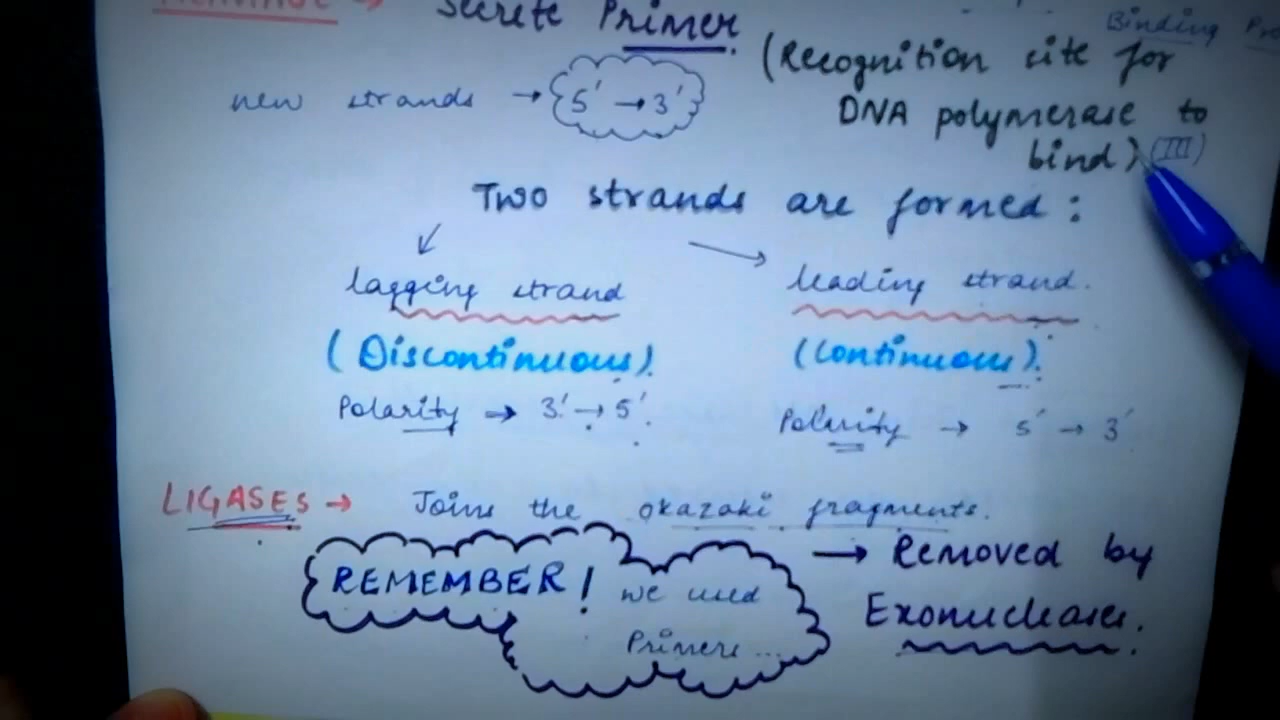 Secrete Primer
Binding
(Recognition site for
new strands → 5' → 3'
DNA polymerase to
bind) (III)
Two strands are formed :
lagging strand
leading strand.
(Discontinuous).
(Continuous).
Polarity → 3' → 5'.
Polarity → 5' → 3'
LIGASES → Joins the okazaki fragments.
REMEMBER! we used
Primers ...
→ Removed by
Exonucleases.